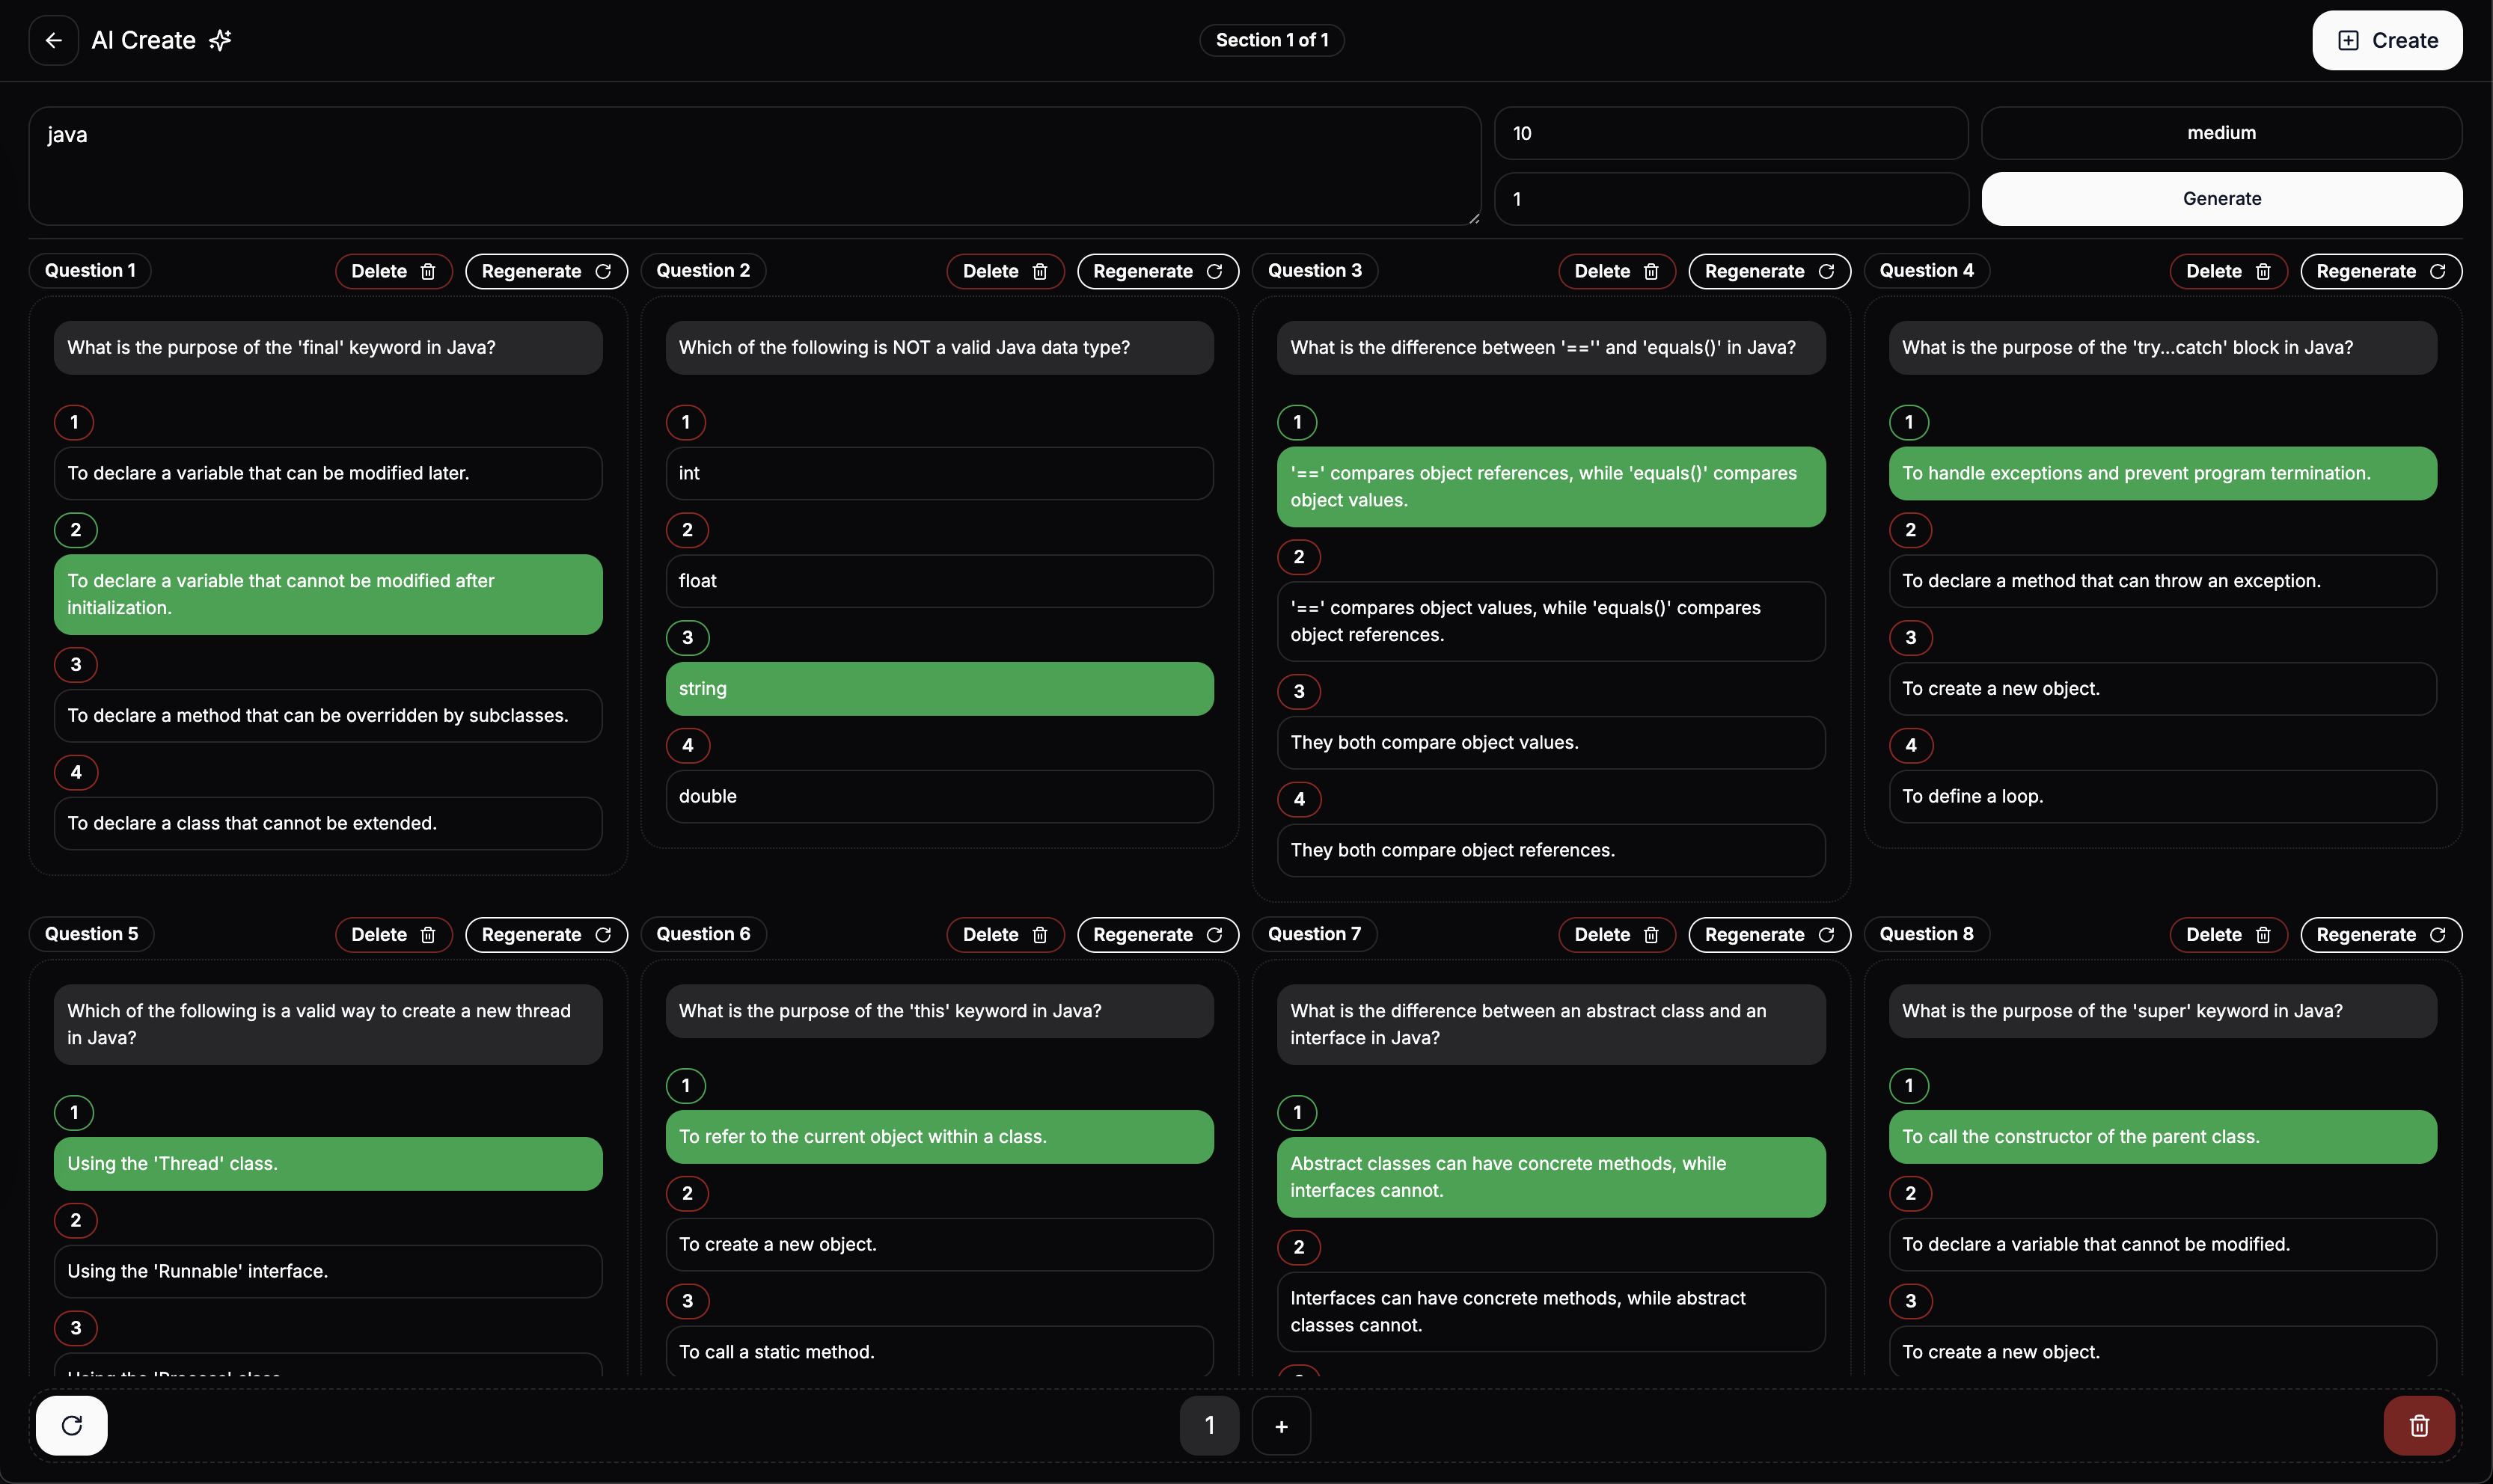 AI Create
Section 1 of 1
Create
java
10
medium
1
Generate
Question 1
Delete
Regenerate
What is the purpose of the 'final' keyword in Java?
1
To declare a variable that can be modified later.
2
To declare a variable that cannot be modified after
initialization.
3
To declare a method that can be overridden by subclasses.
4
To declare a class that cannot be extended.
Question 2
Delete
Regenerate
Which of the following is NOT a valid Java data type?
1
int
2
float
3
string
4
double
Question 3
Delete
Regenerate
What is the difference between '=='' and 'equals()' in Java?
1
'==' compares object references, while 'equals()' compares
object values.
2
'==' compares object values, while 'equals()' compares
object references.
3
They both compare object values.
4
They both compare object references.
Question 4
Delete
Regenerate
What is the purpose of the 'try...catch' block in Java?
1
To handle exceptions and prevent program termination.
2
To declare a method that can throw an exception.
3
To create a new object.
4
To define a loop.
Question 5
Delete
Regenerate
Which of the following is a valid way to create a new thread
in Java?
1
Using the 'Thread' class.
2
Using the 'Runnable' interface.
3
Using the 'Process' class.
Question 6
Delete
Regenerate
What is the purpose of the 'this' keyword in Java?
1
To refer to the current object within a class.
2
To create a new object.
3
To call a static method.
Question 7
Delete
Regenerate
What is the difference between an abstract class and an
interface in Java?
1
Abstract classes can have concrete methods, while
interfaces cannot.
2
Interfaces can have concrete methods, while abstract
classes cannot.
Question 8
Delete
Regenerate
What is the purpose of the 'super' keyword in Java?
1
To call the constructor of the parent class.
2
To declare a variable that cannot be modified.
3
To create a new object.
1
+